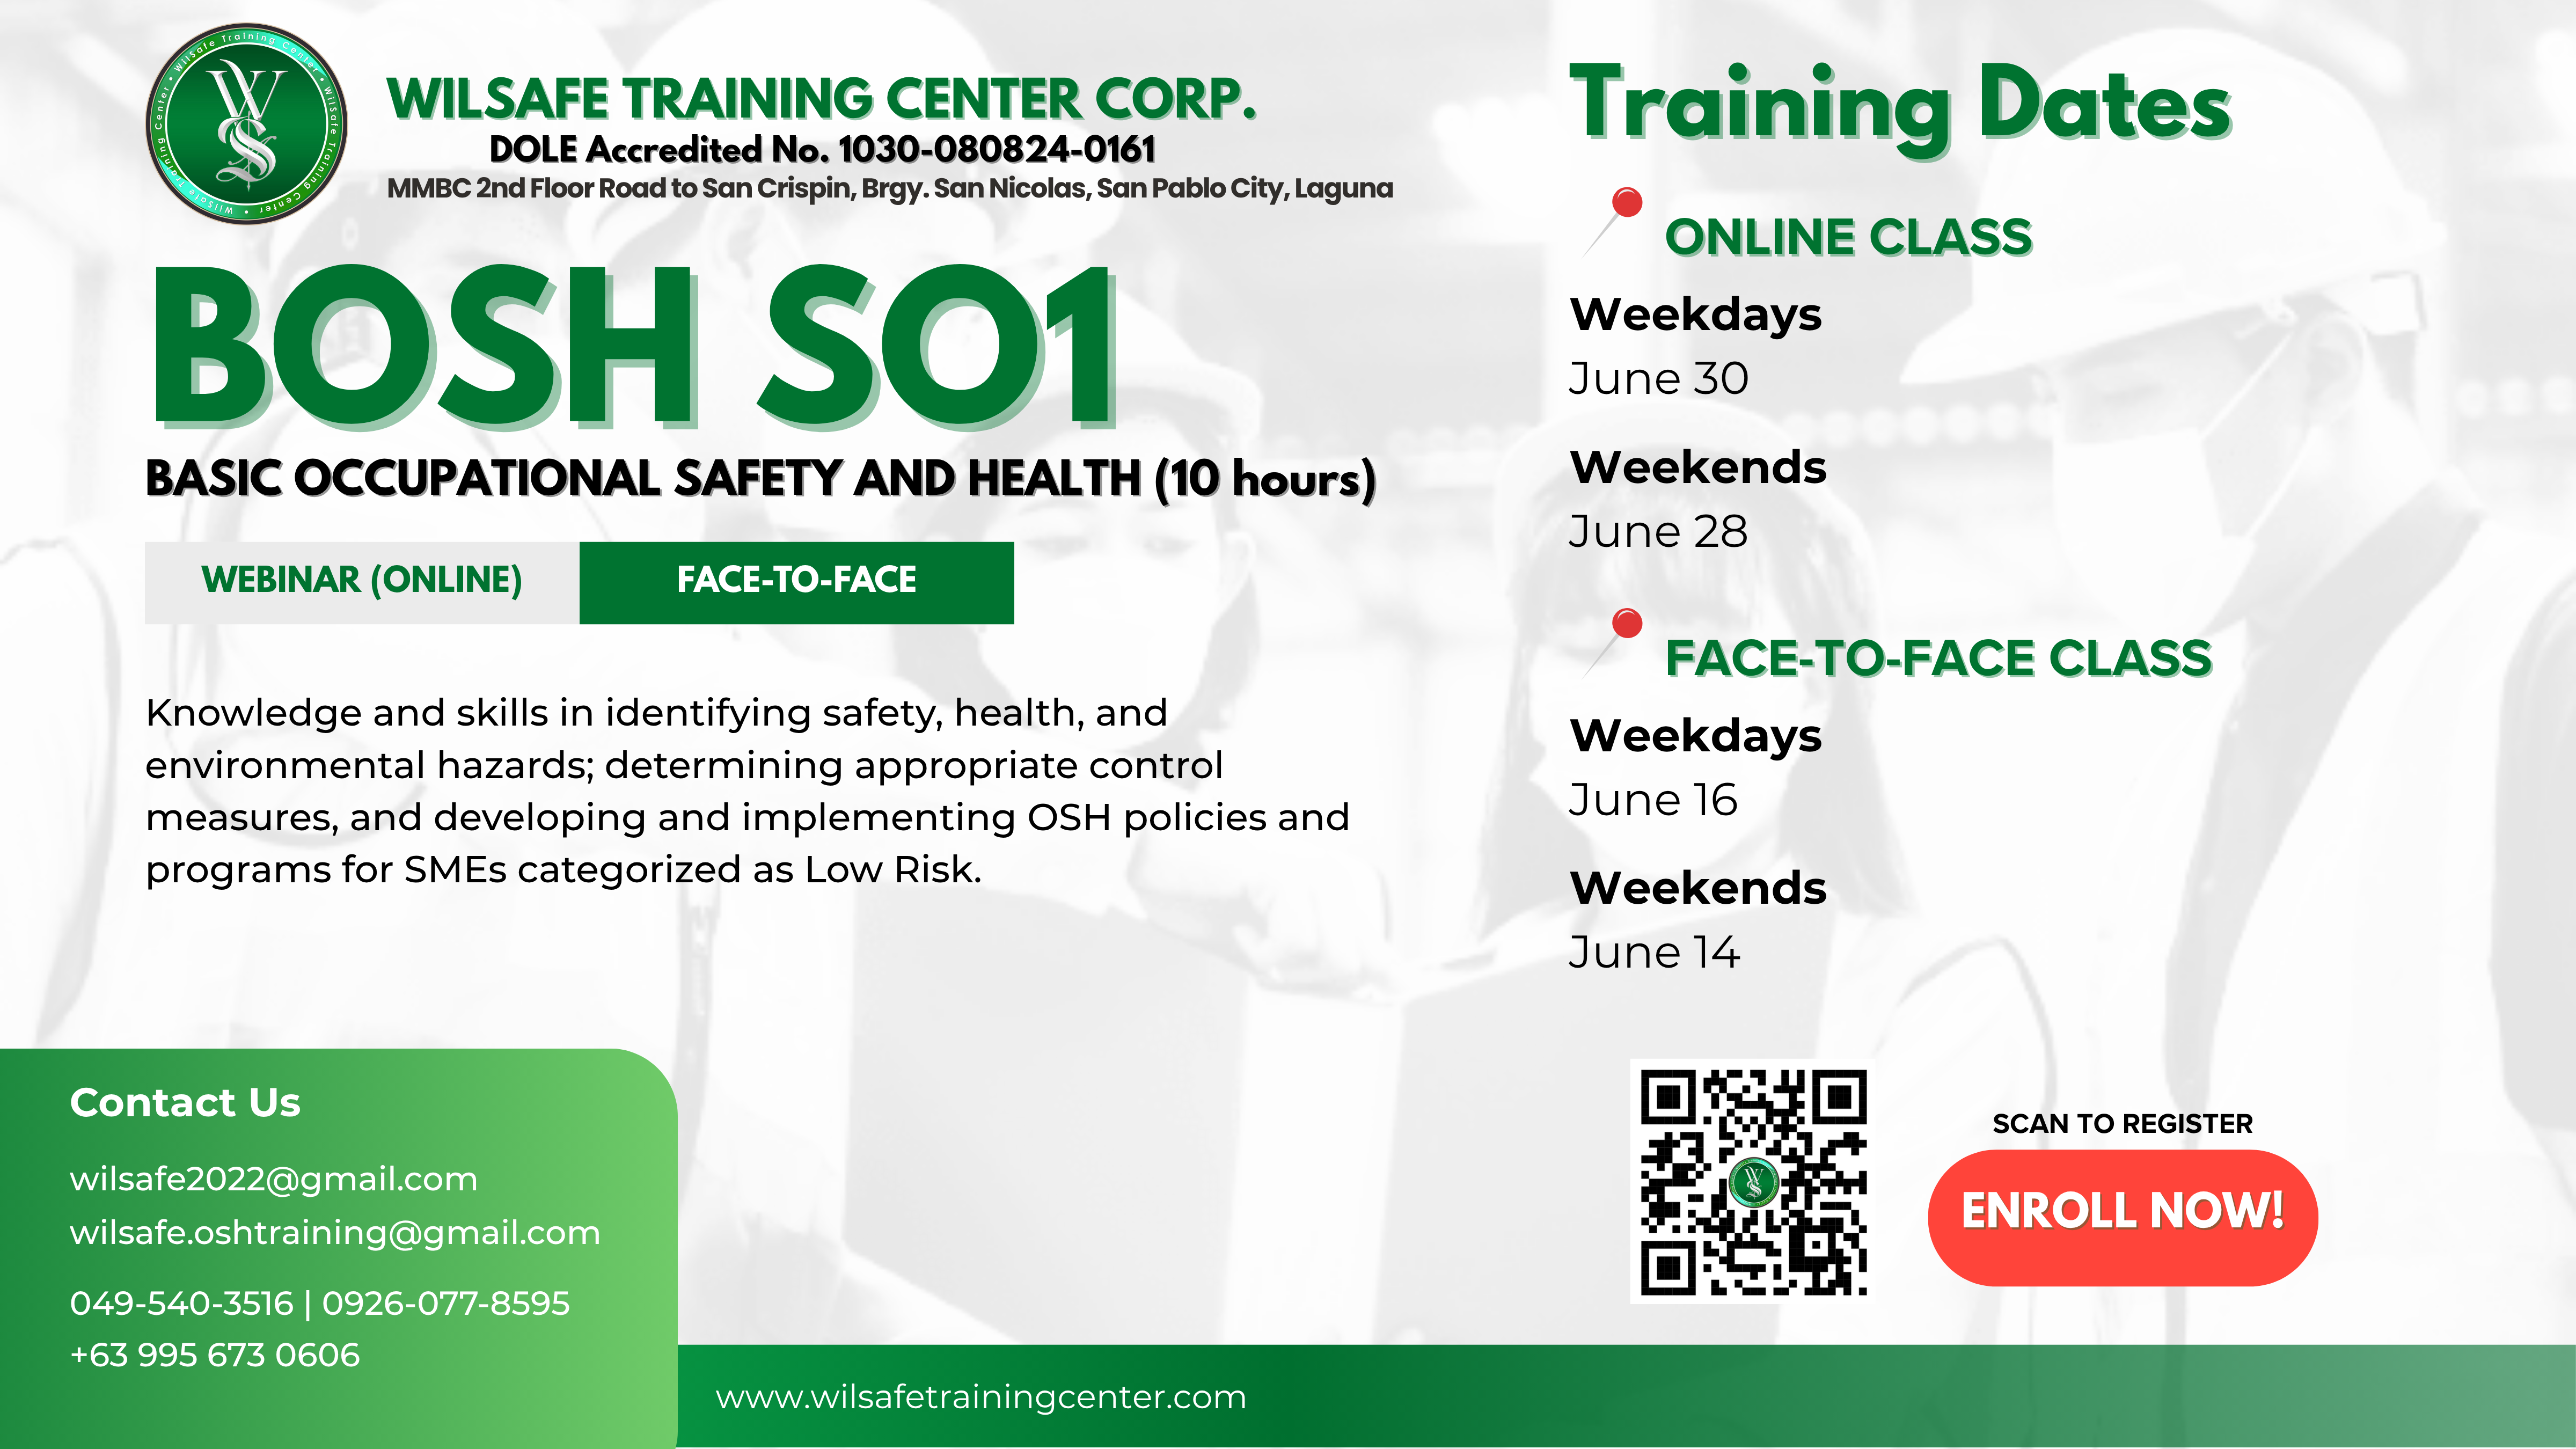 WilSafe Training Center • WilSafe Training Center • WilSafe Training Center •
WS
WILSAFE TRAINING CENTER CORP.
DOLE Accredited No. 1030-080824-0161
MMBC 2nd Floor Road to San Crispin, Brgy. San Nicolas, San Pablo City, Laguna
BOSH SO1
BASIC OCCUPATIONAL SAFETY AND HEALTH (10 hours)
WEBINAR (ONLINE)
FACE-TO-FACE
Knowledge and skills in identifying safety, health, and
environmental hazards; determining appropriate control
measures, and developing and implementing OSH policies and
programs for SMEs categorized as Low Risk.
Training Dates
ONLINE CLASS
Weekdays
June 30
Weekends
June 28
FACE-TO-FACE CLASS
Weekdays
June 16
Weekends
June 14
SCAN TO REGISTER
ENROLL NOW!
Contact Us
wilsafe2022@gmail.com
wilsafe.oshtraining@gmail.com
049-540-3516 | 0926-077-8595
+63 995 673 0606
www.wilsafetrainingcenter.com